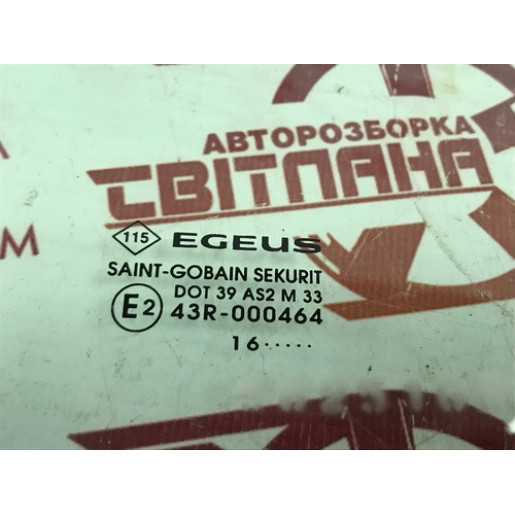 АВТОРОЗБОРКА
СВІТЛАНА
М
115 EGEUS
SAINT-GOBAIN SEKURIT
DOT 39 AS2 M 33
E2 43R-000464
16.....